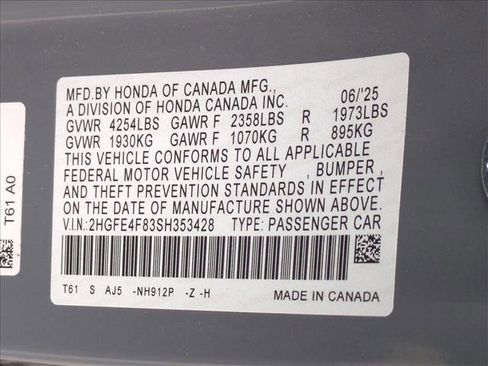 MFD.BY HONDA OF CANADA MFG.,
A DIVISION OF HONDA CANADA INC. 06/'25
GVWR 4254LBS GAWR F 2358LBS R 1973LBS
GVWR 1930KG GAWR F 1070KG R 895KG
THIS VEHICLE CONFORMS TO ALL APPLICABLE
FEDERAL MOTOR VEHICLE SAFETY , BUMPER,
AND THEFT PREVENTION STANDARDS IN EFFECT
ON THE DATE OF MANUFACTURE SHOWN ABOVE.
V.I.N.:2HGFE4F83SH353428 TYPE: PASSENGER CAR
T61 S AJ5 -NH912P -Z -H
MADE IN CANADA
T61 A0